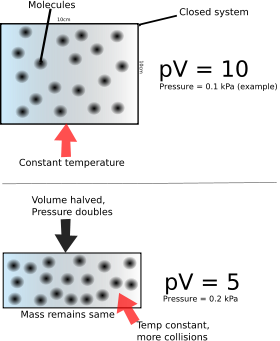 Molecules
Closed system
10cm
10cm
pV = 10
Pressure = 0.1 kPa (example)
Constant temperature
Volume halved,
Pressure doubles
pV = 5
Pressure = 0.2 kPa
Mass remains same
Temp constant,
more collisions